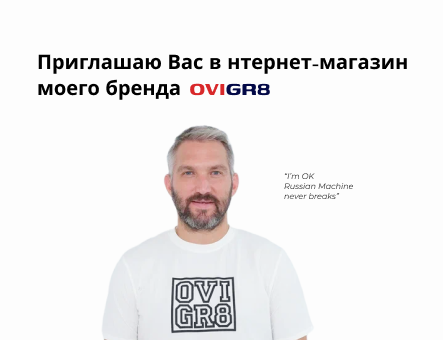 Приглашаю Вас в нтернет-магазин
моего бренда OVIGR8
"I'm OK
Russian Machine
never breaks"
OVI
GR8